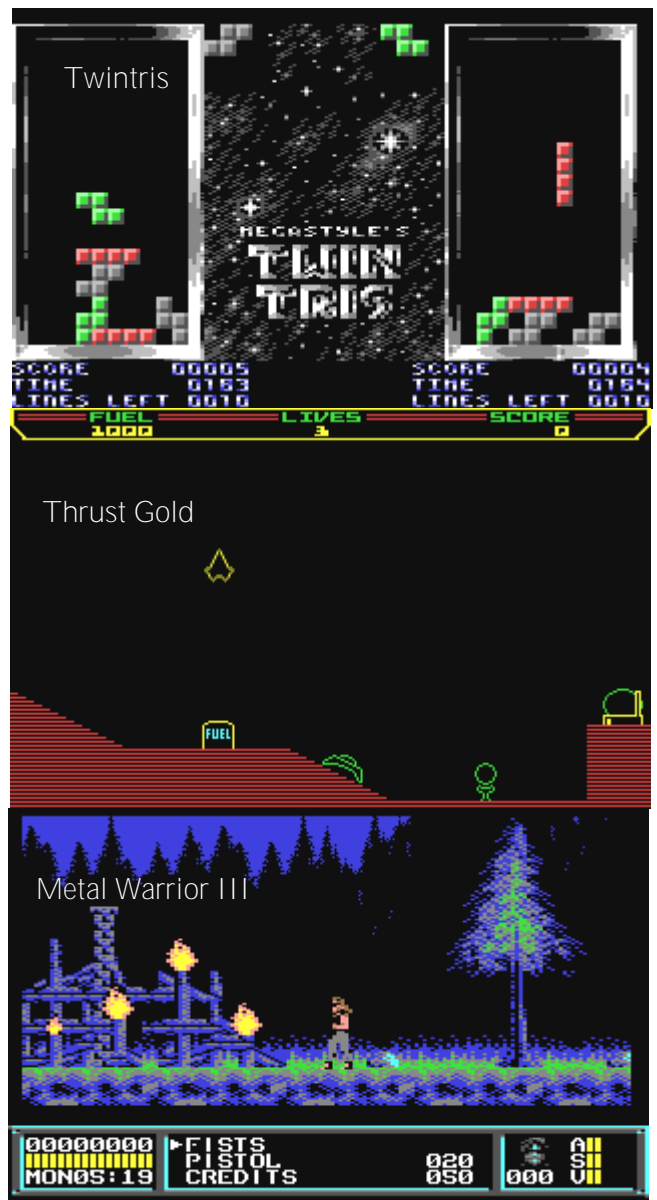 Twintris
MEGASTYLE'S
TWIN
TRIS
SCORE 00005 SCORE 00004
TIME 0163 TIME 0164
LINES LEFT 0010 LINES LEFT 0010
FUEL LIVES SCORE
1000 3 0
Thrust Gold
FUEL
Metal Warrior III
00000000 ►FISTS A
PISTOL 020 S
MON05:19 CREDITS 050 000 V